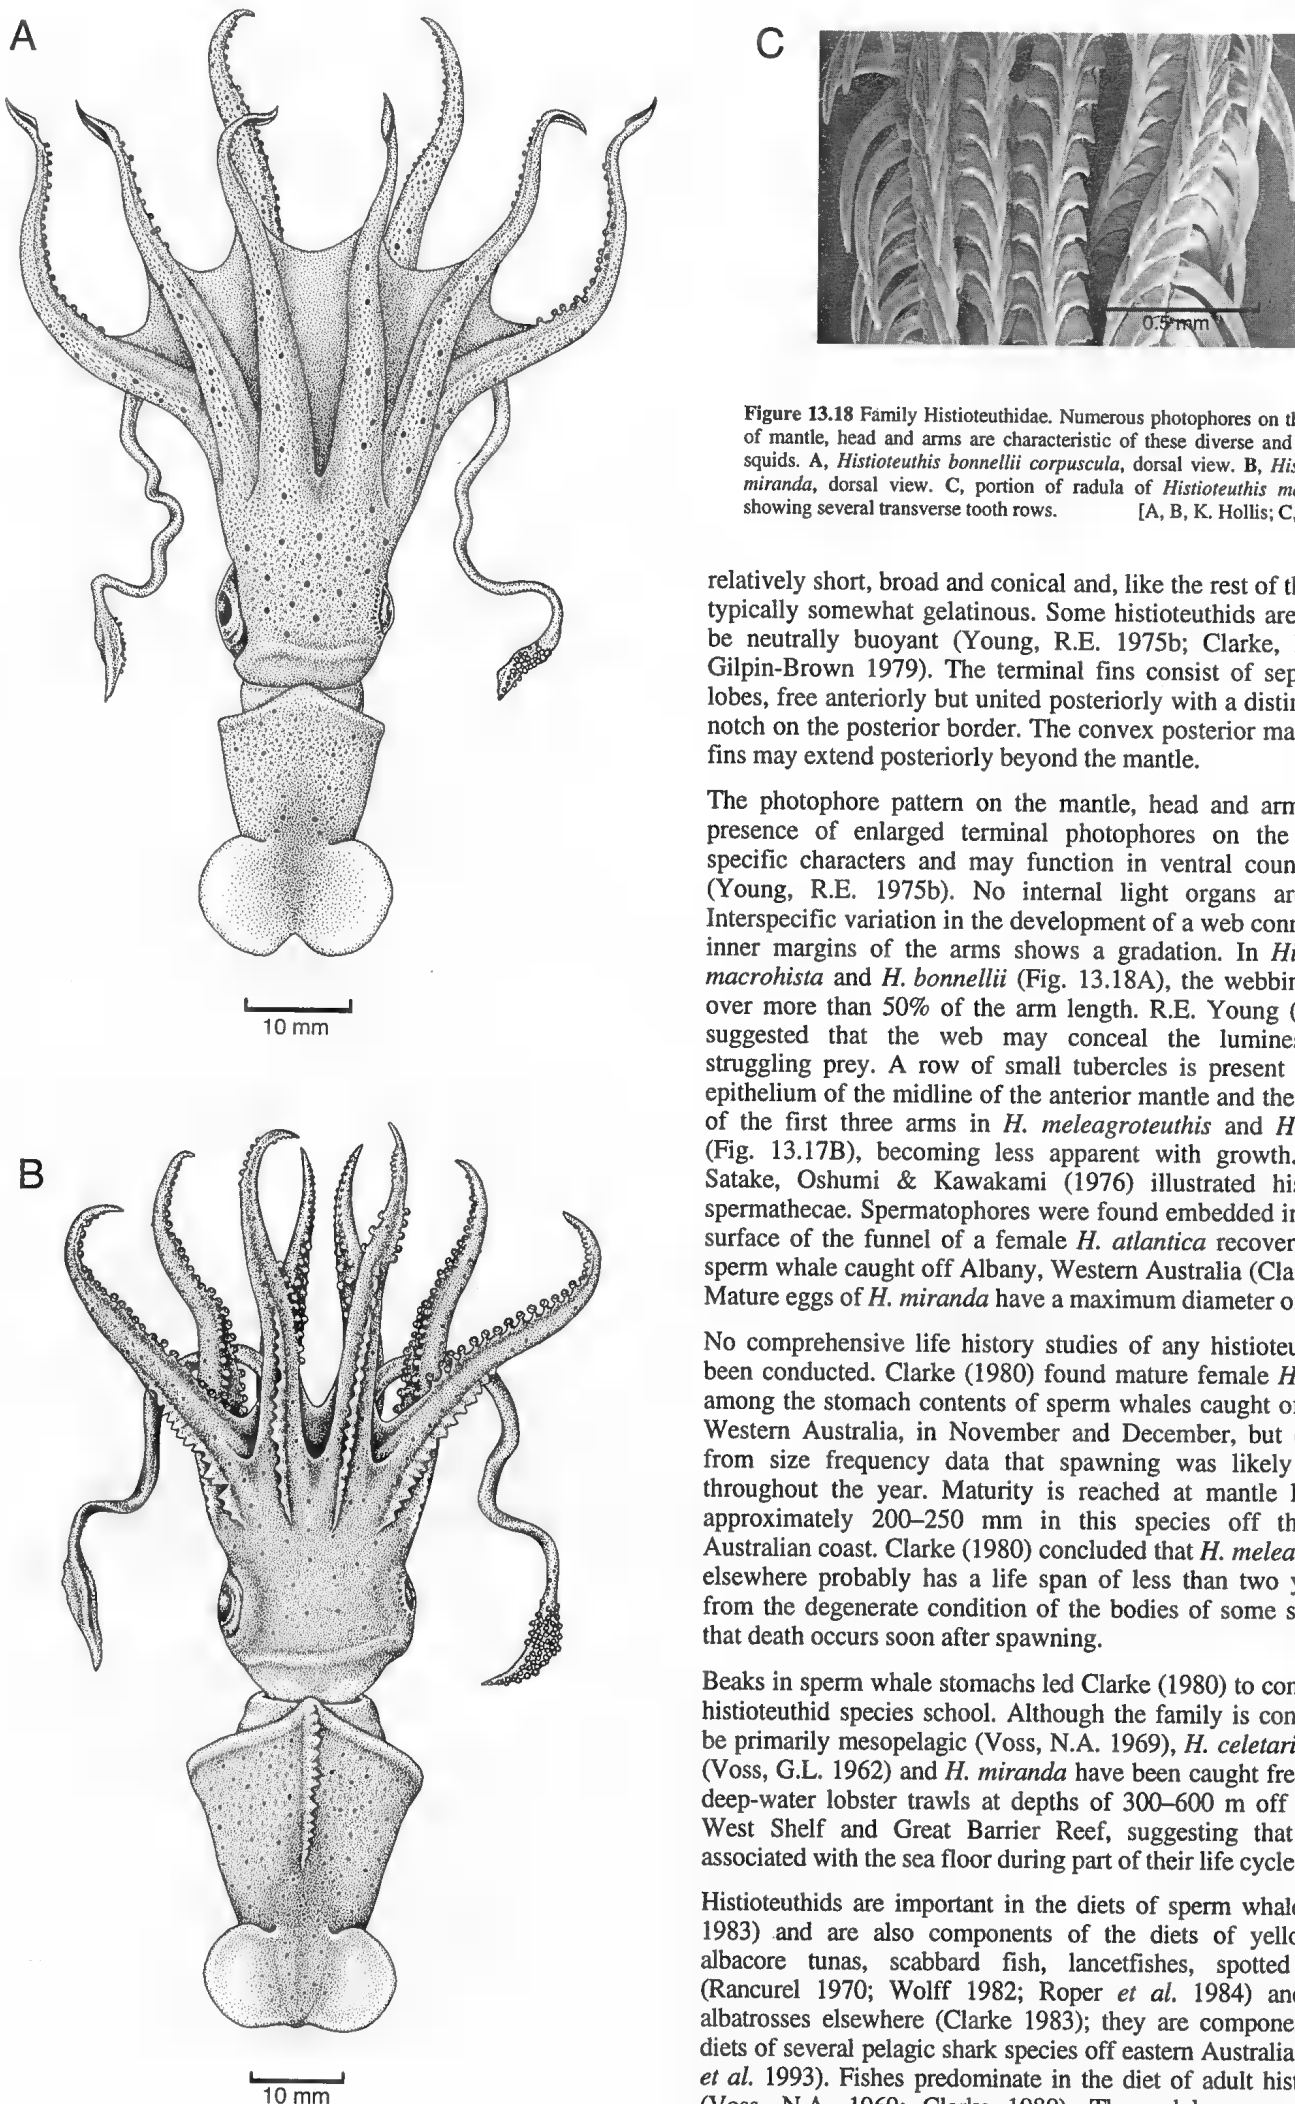 A
B
10 mm
10 mm
C
0.5 mm
Figure 13.18 Family Histioteuthidae. Numerous photophores on th
of mantle, head and arms are characteristic of these diverse and
squids. A, Histioteuthis bonnellii corpuscula, dorsal view. B, His
miranda, dorsal view. C, portion of radula of Histioteuthis ma
showing several transverse tooth rows. [A, B, K. Hollis; C,
relatively short, broad and conical and, like the rest of th
typically somewhat gelatinous. Some histioteuthids are
be neutrally buoyant (Young, R.E. 1975b; Clarke,
Gilpin-Brown 1979). The terminal fins consist of sep
lobes, free anteriorly but united posteriorly with a distin
notch on the posterior border. The convex posterior ma
fins may extend posteriorly beyond the mantle.
The photophore pattern on the mantle, head and arm
presence of enlarged terminal photophores on the
specific characters and may function in ventral coun
(Young, R.E. 1975b). No internal light organs ar
Interspecific variation in the development of a web conn
inner margins of the arms shows a gradation. In Hi
macrohista and H. bonnellii (Fig. 13.18A), the webbin
over more than 50% of the arm length. R.E. Young (
suggested that the web may conceal the lumines
struggling prey. A row of small tubercles is present
epithelium of the midline of the anterior mantle and the
of the first three arms in H. meleagroteuthis and H
(Fig. 13.17B), becoming less apparent with growth.
Satake, Oshumi & Kawakami (1976) illustrated his
spermathecae. Spermatophores were found embedded in
surface of the funnel of a female H. atlantica recover
sperm whale caught off Albany, Western Australia (Cla
Mature eggs of H. miranda have a maximum diameter o
No comprehensive life history studies of any histioteu
been conducted. Clarke (1980) found mature female H
among the stomach contents of sperm whales caught o
Western Australia, in November and December, but
from size frequency data that spawning was likely
throughout the year. Maturity is reached at mantle l
approximately 200–250 mm in this species off th
Australian coast. Clarke (1980) concluded that H. melea
elsewhere probably has a life span of less than two y
from the degenerate condition of the bodies of some s
that death occurs soon after spawning.
Beaks in sperm whale stomachs led Clarke (1980) to con
histioteuthid species school. Although the family is con
be primarily mesopelagic (Voss, N.A. 1969), H. celetari
(Voss, G.L. 1962) and H. miranda have been caught fre
deep-water lobster trawls at depths of 300–600 m off
West Shelf and Great Barrier Reef, suggesting that
associated with the sea floor during part of their life cycle
Histioteuthids are important in the diets of sperm whal
1983) and are also components of the diets of yello
albacore tunas, scabbard fish, lancetfishes, spotted
(Rancurel 1970; Wolff 1982; Roper et al. 1984) and
albatrosses elsewhere (Clarke 1983); they are compone
diets of several pelagic shark species off eastern Australia
et al. 1993). Fishes predominate in the diet of adult hist